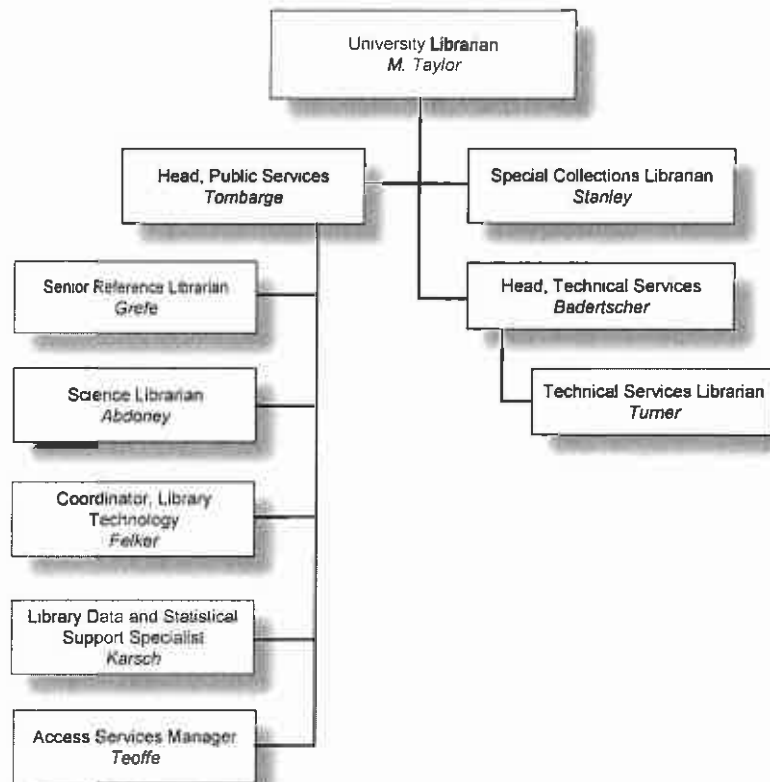 University Librarian
M. Taylor
Head, Public Services
Tombarge
Special Collections Librarian
Stanley
Senior Reference Librarian
Grefe
Head, Technical Services
Badertscher
Science Librarian
Abdoney
Technical Services Librarian
Turner
Coordinator, Library
Technology
Felker
Library Data and Statistical
Support Specialist
Karsch
Access Services Manager
Teoffe